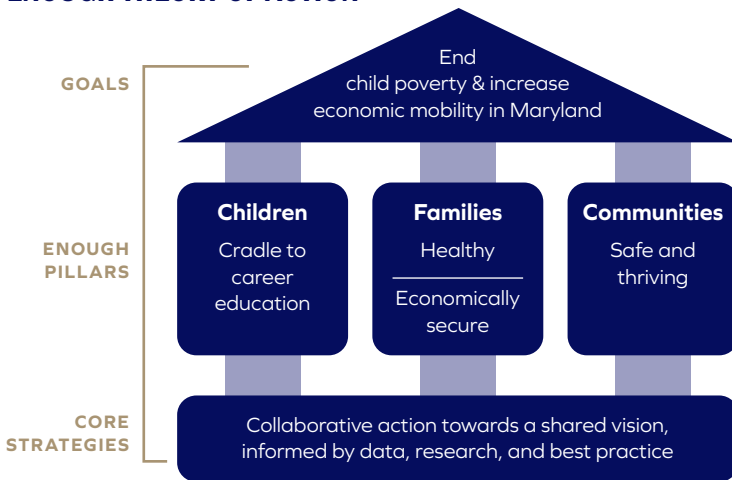 End
child poverty & increase
economic mobility in Maryland
GOALS
ENOUGH
PILLARS
Children
Cradle to
career
education
Families
Healthy
Economically
secure
Communities
Safe and
thriving
CORE
STRATEGIES
Collaborative action towards a shared vision,
informed by data, research, and best practice